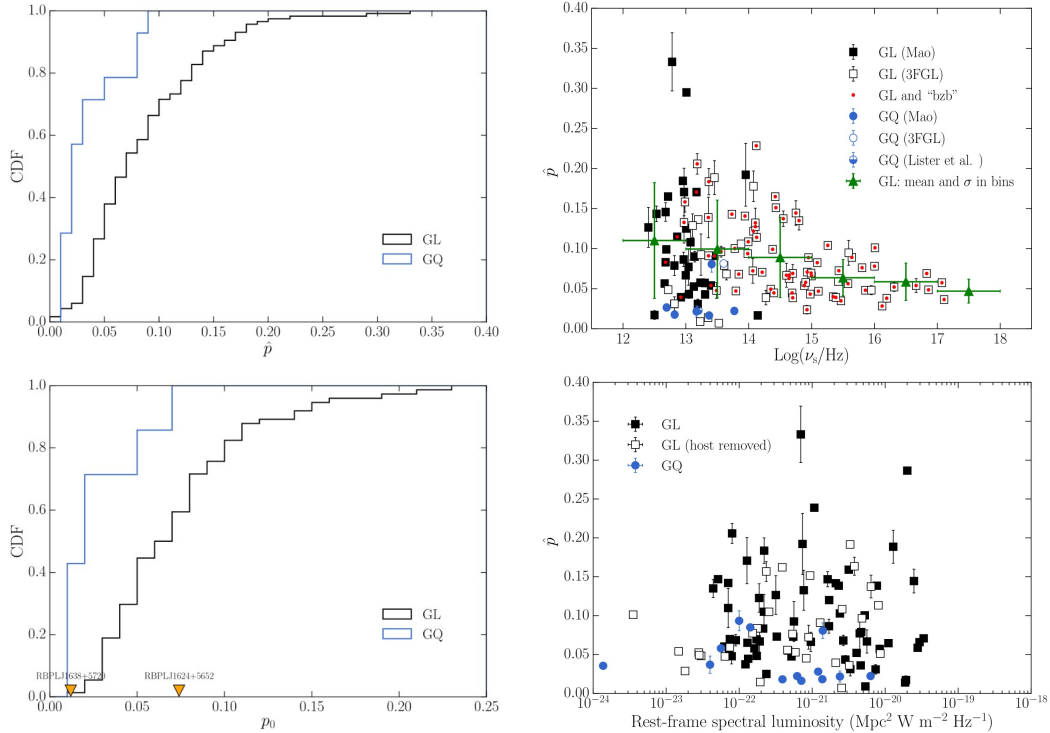 1.0
0.8
0.6
0.4
0.2
0.0
CDF
GL
GQ
0.00 0.05 0.10 0.15 0.20 0.25 0.30 0.35 0.40
p̂
0.40
0.35
0.30
0.25
0.20
0.15
0.10
0.05
0.00
p̂
GL (Mao)
GL (3FGL)
GL and “bzb”
GQ (Mao)
GQ (3FGL)
GQ (Lister et al. )
GL: mean and σ in bins
12 13 14 15 16 17 18
Log(νs/Hz)
1.0
0.8
0.6
0.4
0.2
0.0
CDF
GL
GQ
RBPLJ1638+5720 RBPLJ1624+5652
0.00 0.05 0.10 0.15 0.20 0.25
p₀
0.40
0.35
0.30
0.25
0.20
0.15
0.10
0.05
0.00
p̂
GL
GL (host removed)
GQ
10⁻²⁴ 10⁻²³ 10⁻²² 10⁻²¹ 10⁻²⁰ 10⁻¹⁹ 10⁻¹⁸
Rest-frame spectral luminosity (Mpc² W m⁻² Hz⁻¹)